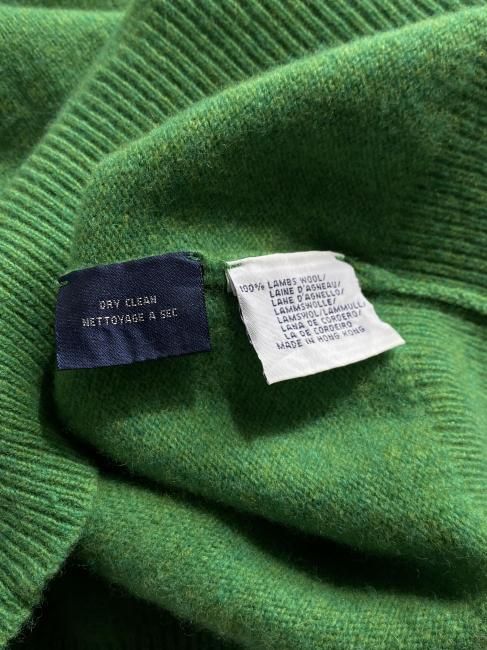 DRY CLEAN
NETTOYAGE A SEC
100% LAMBS WOOL/
LAINE D'AGNEAU/
LANE D'AGNELLO/
LAMMSWOLLE/
LAMSWOL/LAMMULL/
LANA DE CORDERO/
LA DE CORDEIRO
MADE IN HONG KONG